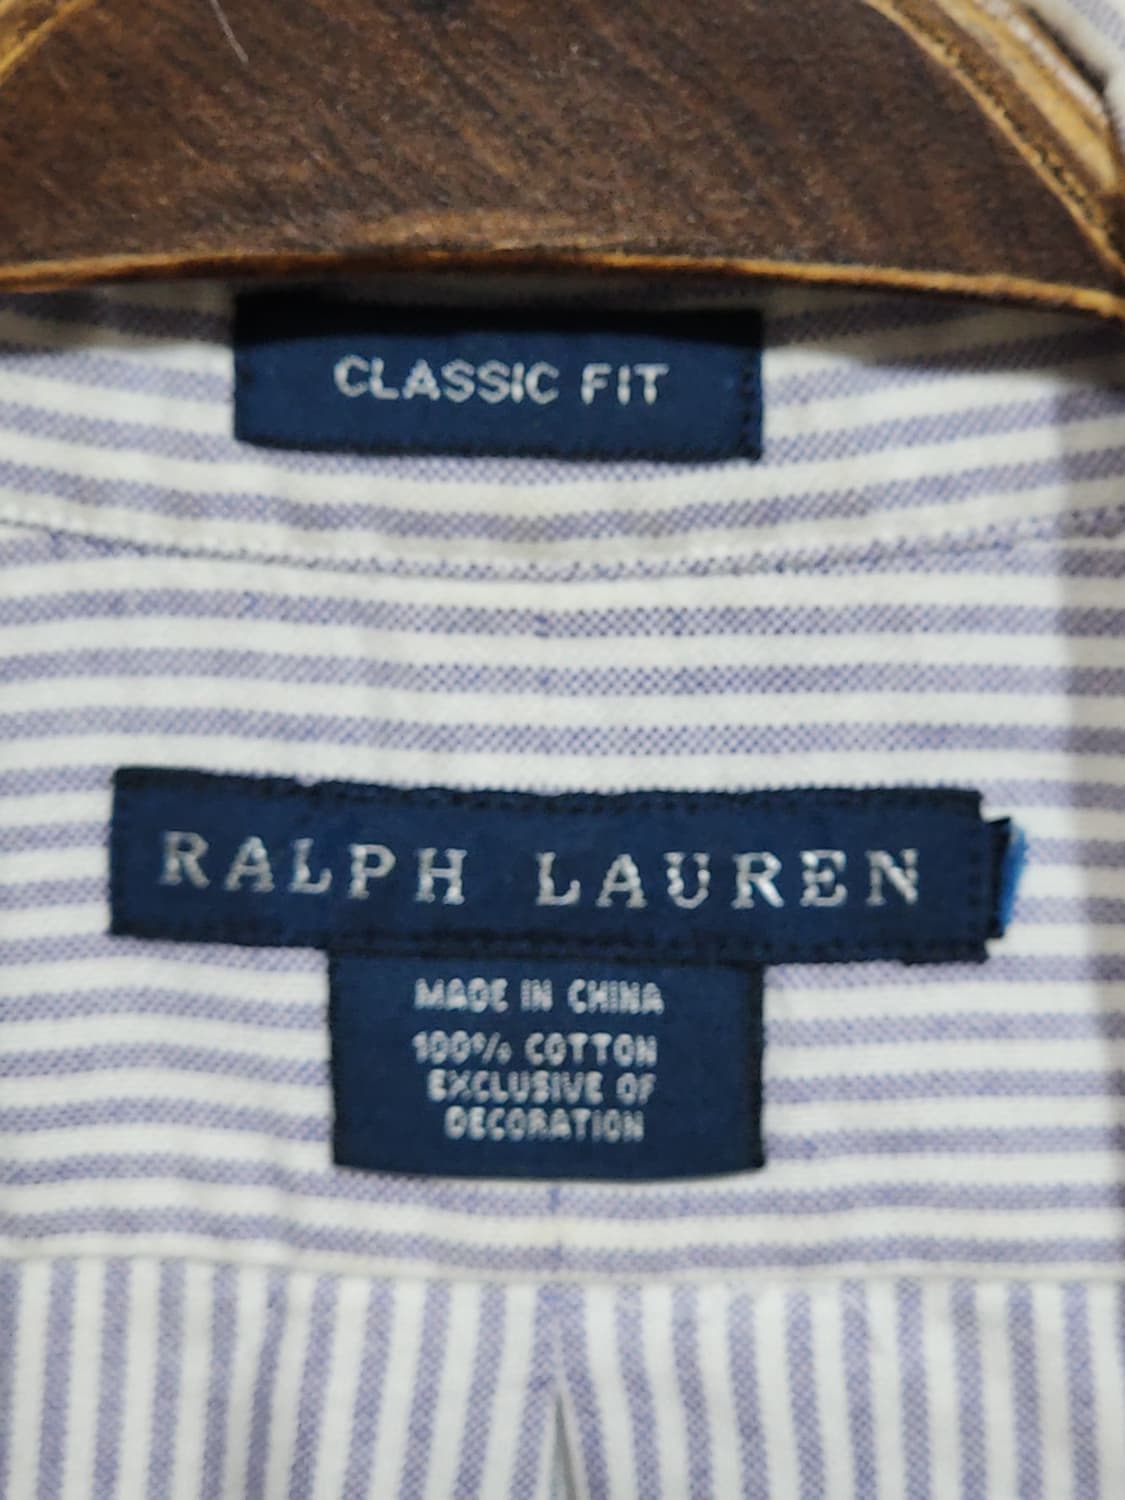 CLASSIC FIT
RALPH LAUREN
MADE IN CHINA
100% COTTON
EXCLUSIVE OF
DECORATION